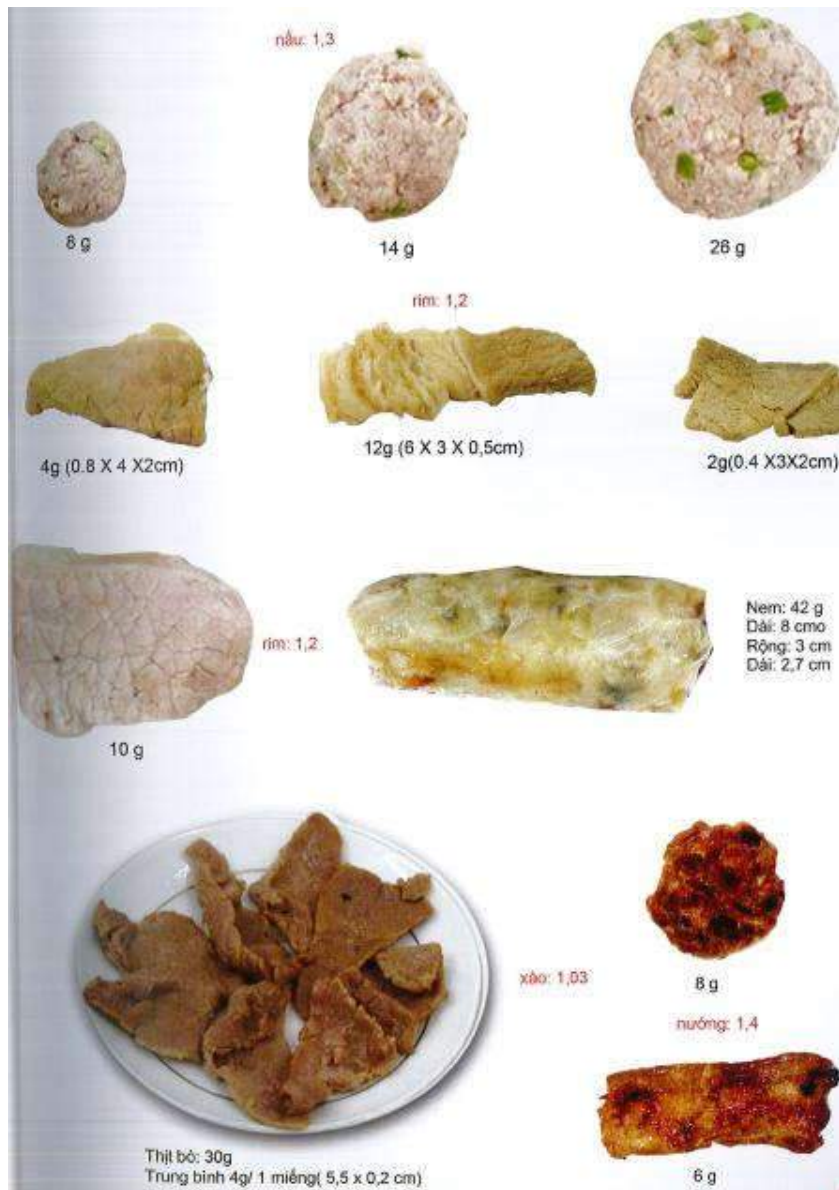 nấu: 1,3
8 g
14 g
26 g
rim: 1,2
4g (0.8 X 4 X2cm)
12g (6 X 3 X 0,5cm)
2g(0.4 X3X2cm)
rim: 1,2
10 g
Nem: 42 g
Dài: 8 cmo
Rộng: 3 cm
Dài: 2,7 cm
xào: 1,03
8 g
nướng: 1,4
6 g
Thịt bò: 30g
Trung bình 4g/ 1 miếng( 5,5 x 0,2 cm)